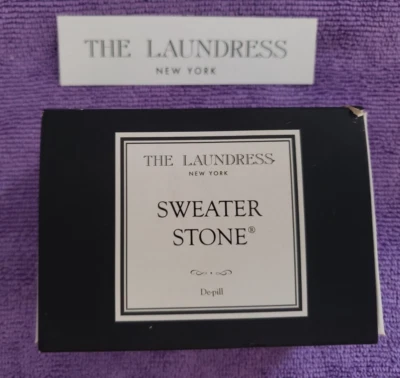 THE LAUNDRESS
NEW YORK
THE LAUNDRESS
NEW YORK
SWEATER
STONE®
De-pill